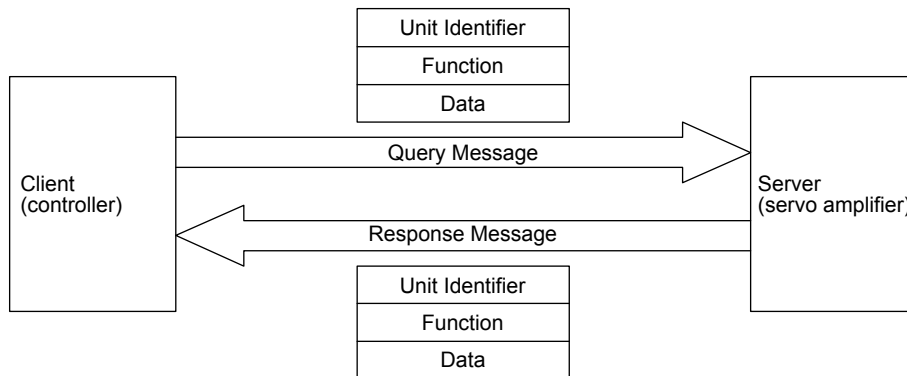 Unit Identifier
Function
Data
Query Message
Client
(controller)
Server
(servo amplifier)
Response Message
Unit Identifier
Function
Data